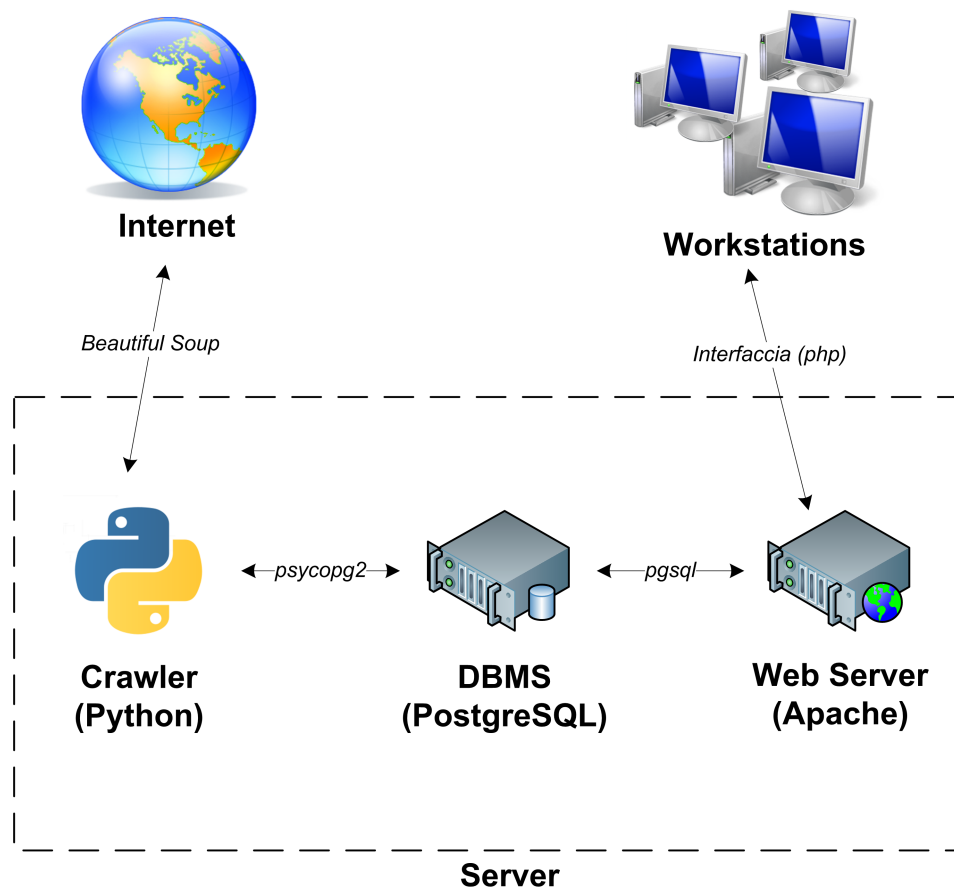 Internet
Workstations
Beautiful Soup
Interfaccia (php)
psycopg2
pgsql
Crawler
(Python)
DBMS
(PostgreSQL)
Web Server
(Apache)
Server